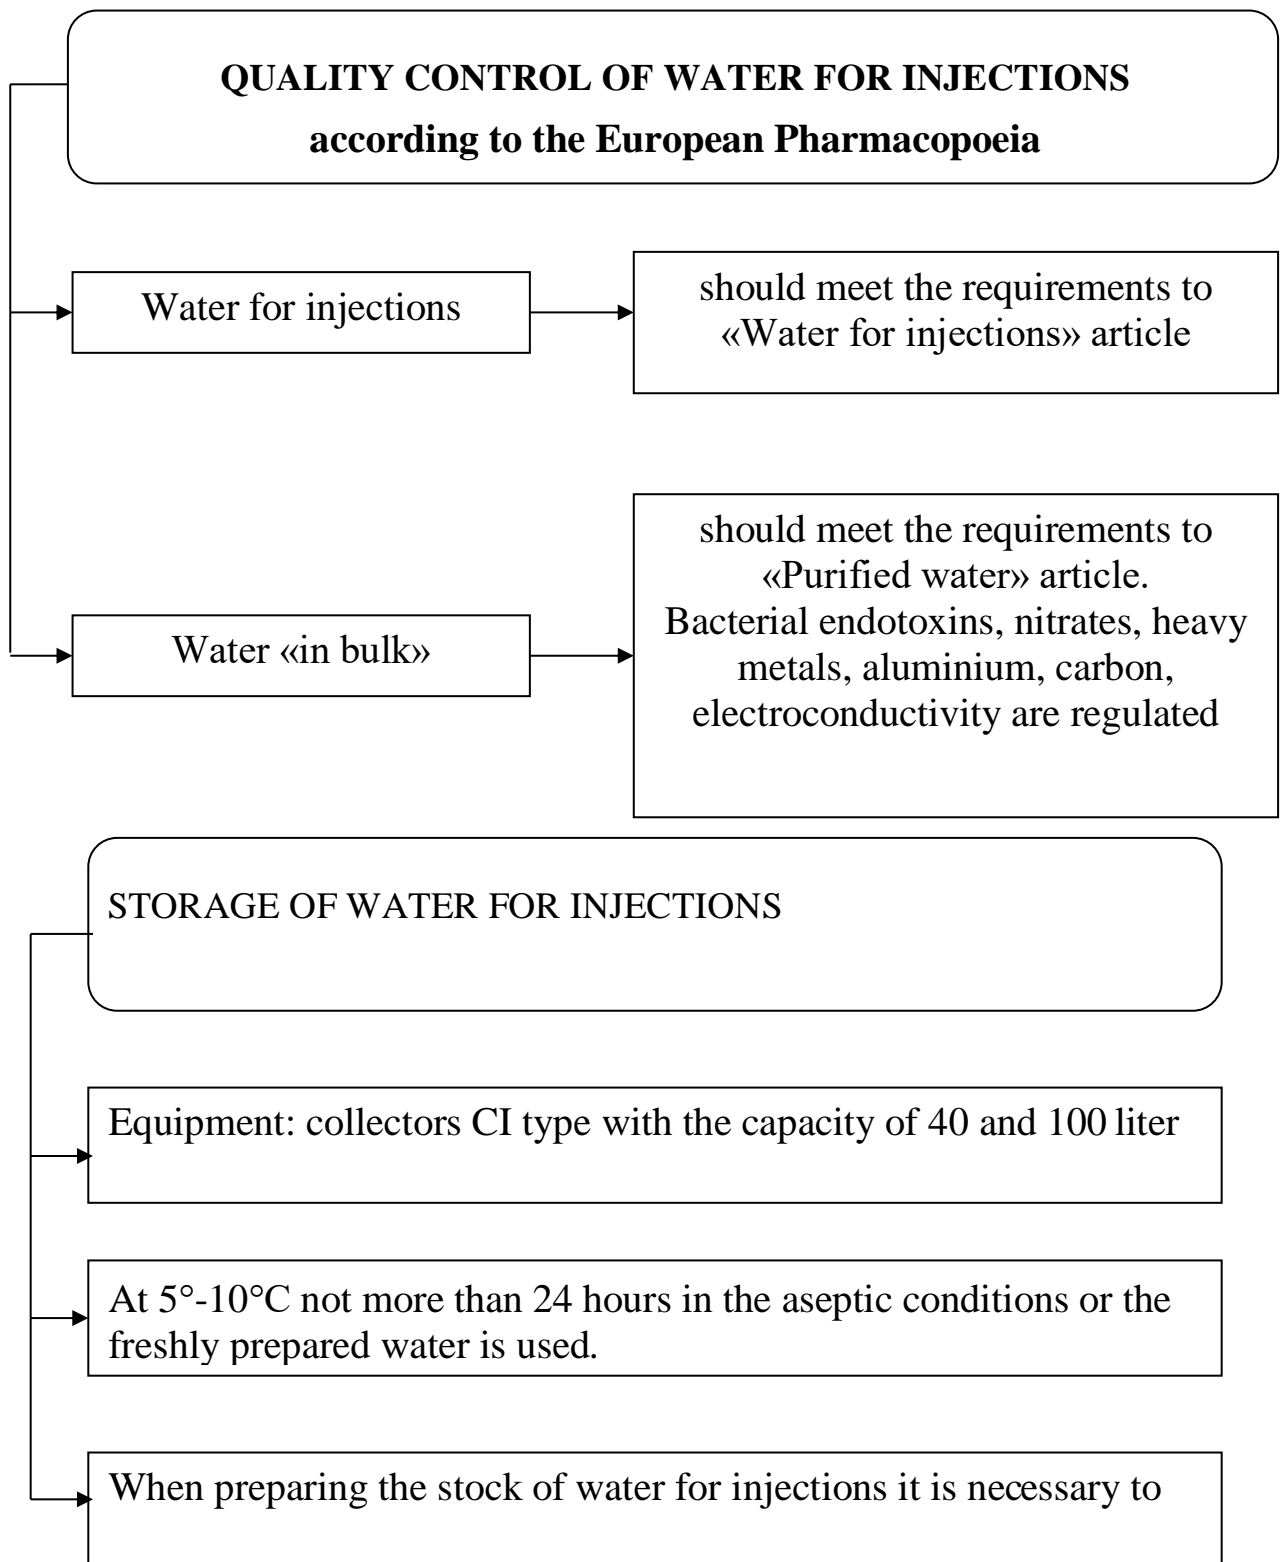 QUALITY CONTROL OF WATER FOR INJECTIONS
according to the European Pharmacopoeia
Water for injections
should meet the requirements to
«Water for injections» article
Water «in bulk»
should meet the requirements to
«Purified water» article.
Bacterial endotoxins, nitrates, heavy
metals, aluminium, carbon,
electroconductivity are regulated
STORAGE OF WATER FOR INJECTIONS
Equipment: collectors CI type with the capacity of 40 and 100 liter
At 5°-10°C not more than 24 hours in the aseptic conditions or the
freshly prepared water is used.
When preparing the stock of water for injections it is necessary to